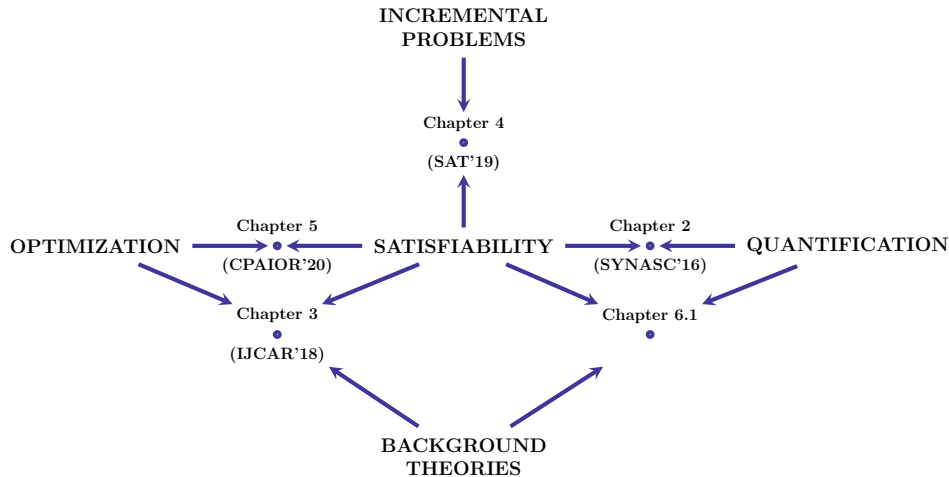 INCREMENTAL
PROBLEMS
Chapter 4
(SAT'19)
Chapter 5
Chapter 2
OPTIMIZATION
SATISFIABILITY
QUANTIFICATION
(CPAIOR'20)
(SYNASC'16)
Chapter 3
Chapter 6.1
(IJCAR'18)
BACKGROUND
THEORIES